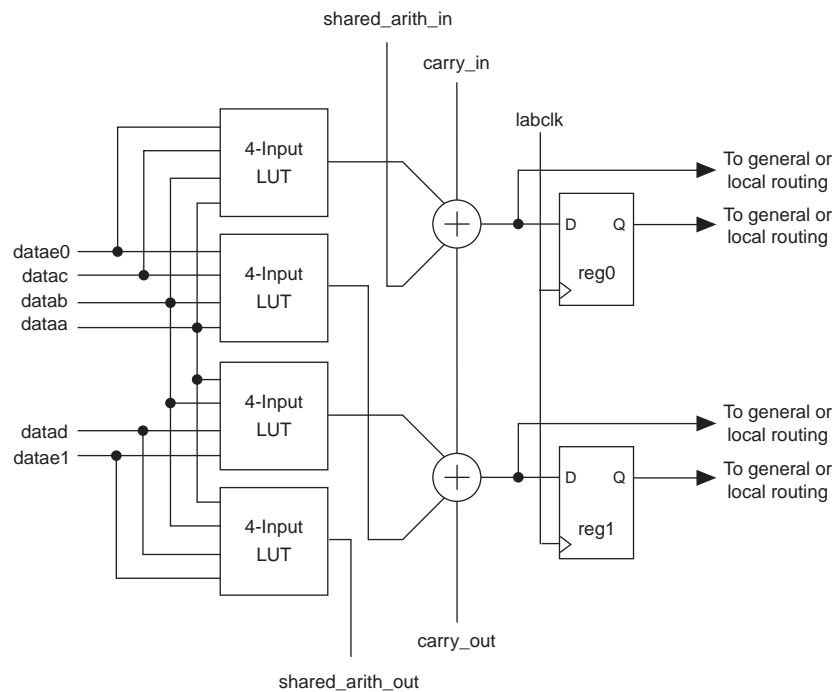 shared_arith_in
carry_in
labclk
4-Input
LUT
To general or
local routing
D Q
reg0
To general or
local routing
datae0
datac
datab
dataa
4-Input
LUT
4-Input
LUT
To general or
local routing
datad
datae1
D Q
reg1
To general or
local routing
4-Input
LUT
carry_out
shared_arith_out